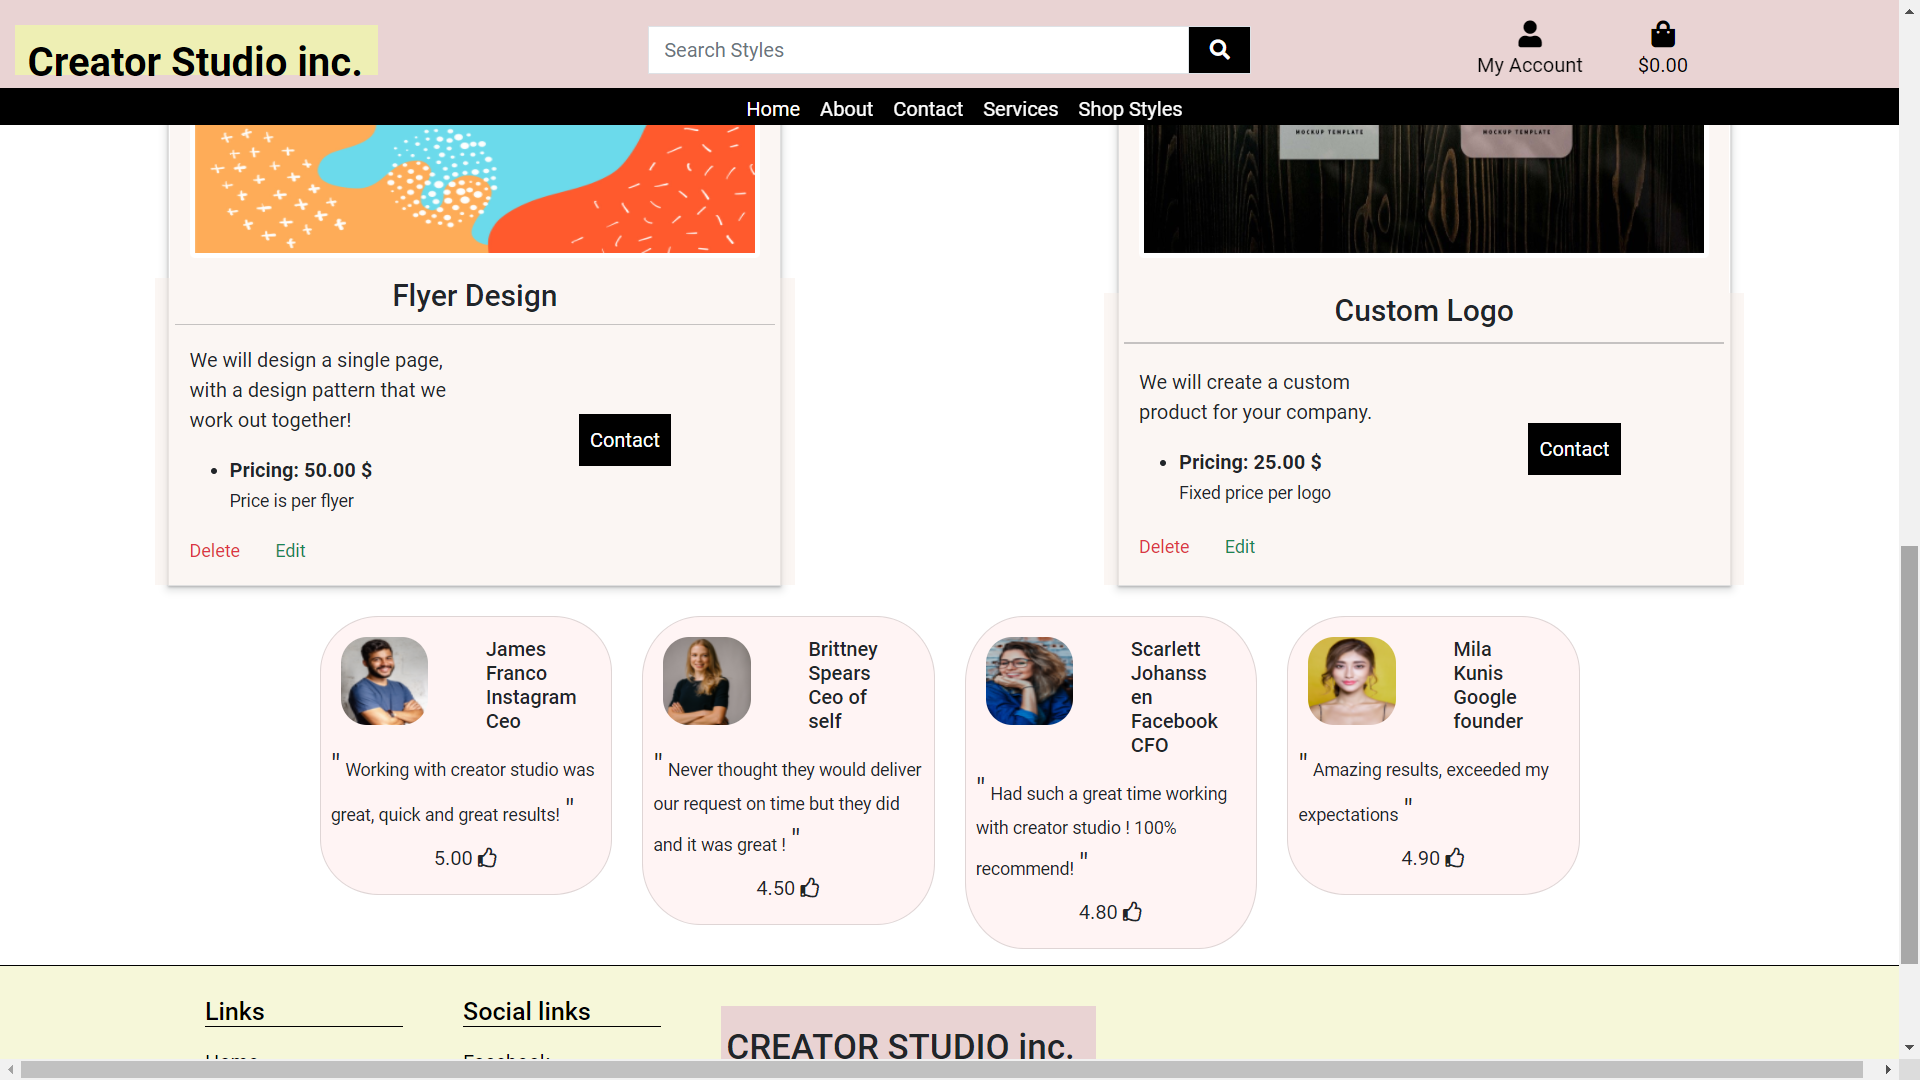 Creator Studio inc.
Search Styles
My Account
$0.00
Home About Contact Services Shop Styles
MOCKUP TEMPLATE
MOCKUP TEMPLATE
Flyer Design
We will design a single page,
with a design pattern that we
work out together!
Pricing: 50.00 $
Price is per flyer
Contact
Delete Edit
Custom Logo
We will create a custom
product for your company.
Pricing: 25.00 $
Fixed price per logo
Contact
Delete Edit
James
Franco
Instagram
Ceo
" Working with creator studio was
great, quick and great results! "
5.00
Brittney
Spears
Ceo of
self
" Never thought they would deliver
our request on time but they did
and it was great ! "
4.50
Scarlett
Johanss
en
Facebook
CFO
" Had such a great time working
with creator studio ! 100%
recommend! "
4.80
Mila
Kunis
Google
founder
" Amazing results, exceeded my
expectations "
4.90
Links
Home
Social links
Facebook
CREATOR STUDIO inc.